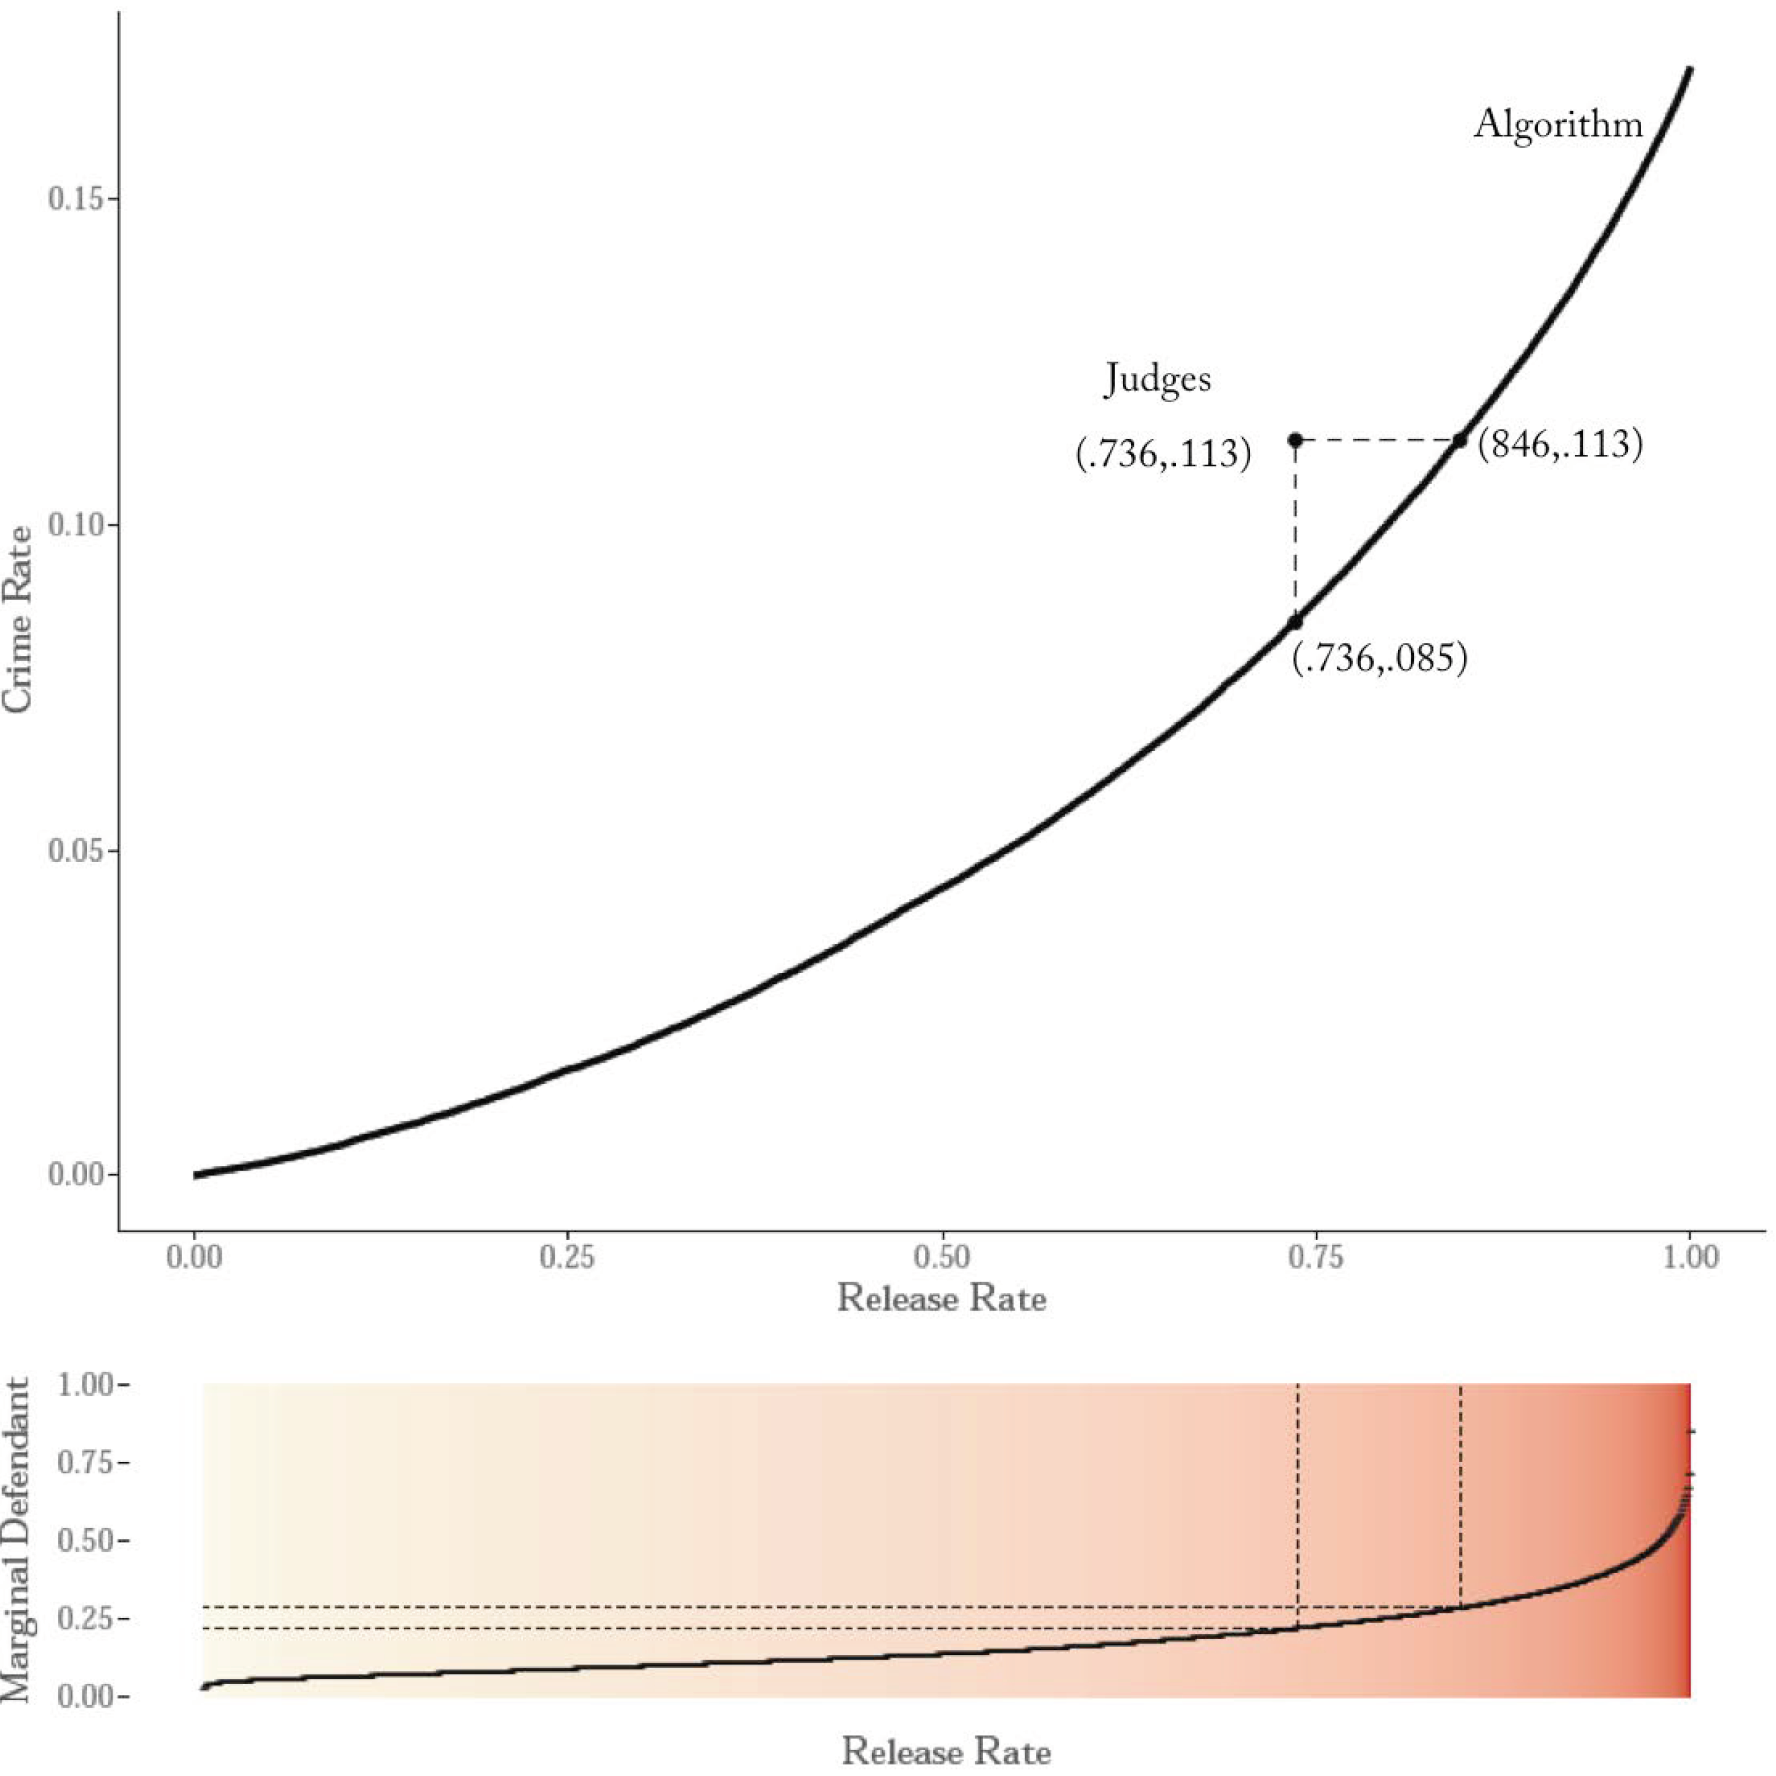 Algorithm
0.15
Judges
(.736,.113)
(846,.113)
0.10
Crime Rate
(.736,.085)
0.05
0.00
0.00 0.25 0.50 0.75 1.00
Release Rate
1.00
0.75
Marginal Defendant
0.50
0.25
0.00
Release Rate